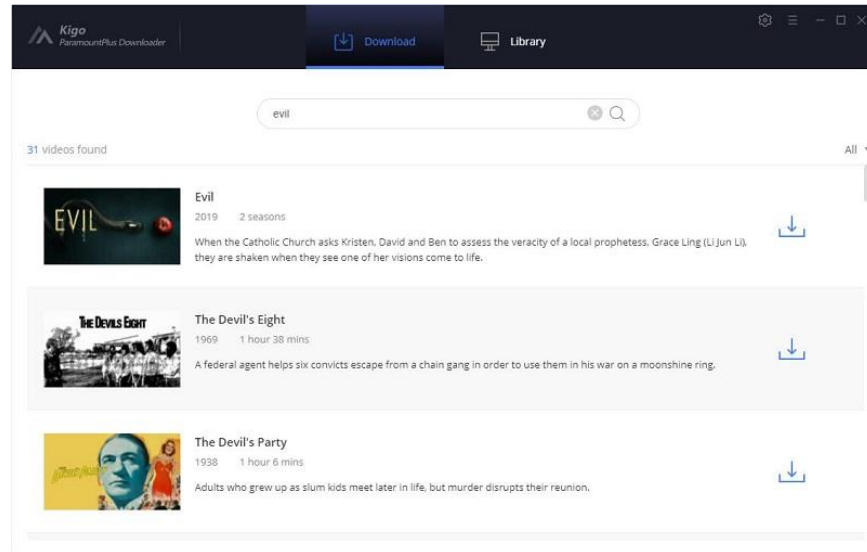 Kigo
ParamountPlus Downloader
Download
Library
evil
31 videos found
All
EVIL
Evil
2019 2 seasons
When the Catholic Church asks Kristen, David and Ben to assess the veracity of a local prophetess, Grace Ling (Li Jun Li),
they are shaken when they see one of her visions come to life.
THE DEVILS EIGHT
The Devil's Eight
1969 1 hour 38 mins
A federal agent helps six convicts escape from a chain gang in order to use them in his war on a moonshine ring.
The Devil's Party
1938 1 hour 6 mins
Adults who grew up as slum kids meet later in life, but murder disrupts their reunion.